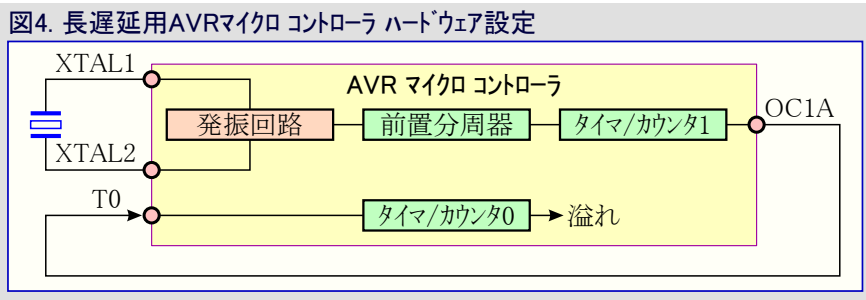 図4. 長遅延用AVRマイクロ コントローラ ハードウェア設定
XTAL1
AVR マイクロ コントローラ
OC1A
発振回路
前置分周器
タイマ/カウンタ1
XTAL2
T0
タイマ/カウンタ0
溢れ